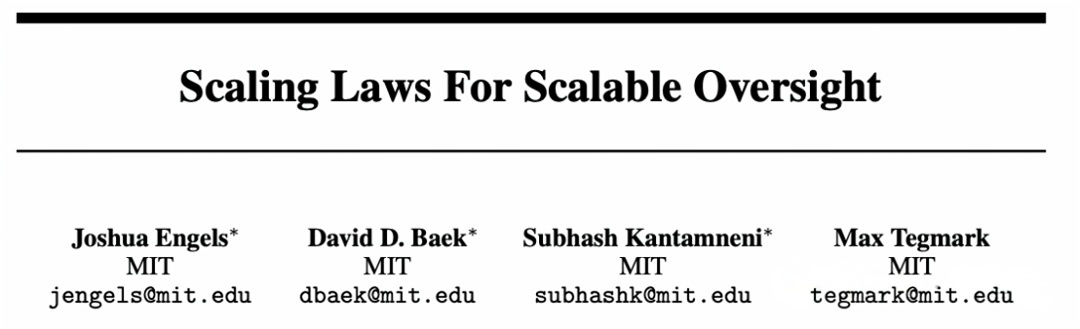 Scaling Laws For Scalable Oversight
Joshua Engels* David D. Baek* Subhash Kantamneni* Max Tegmark
MIT MIT MIT MIT
jengels@mit.edu dbaek@mit.edu subhashk@mit.edu tegmark@mit.edu